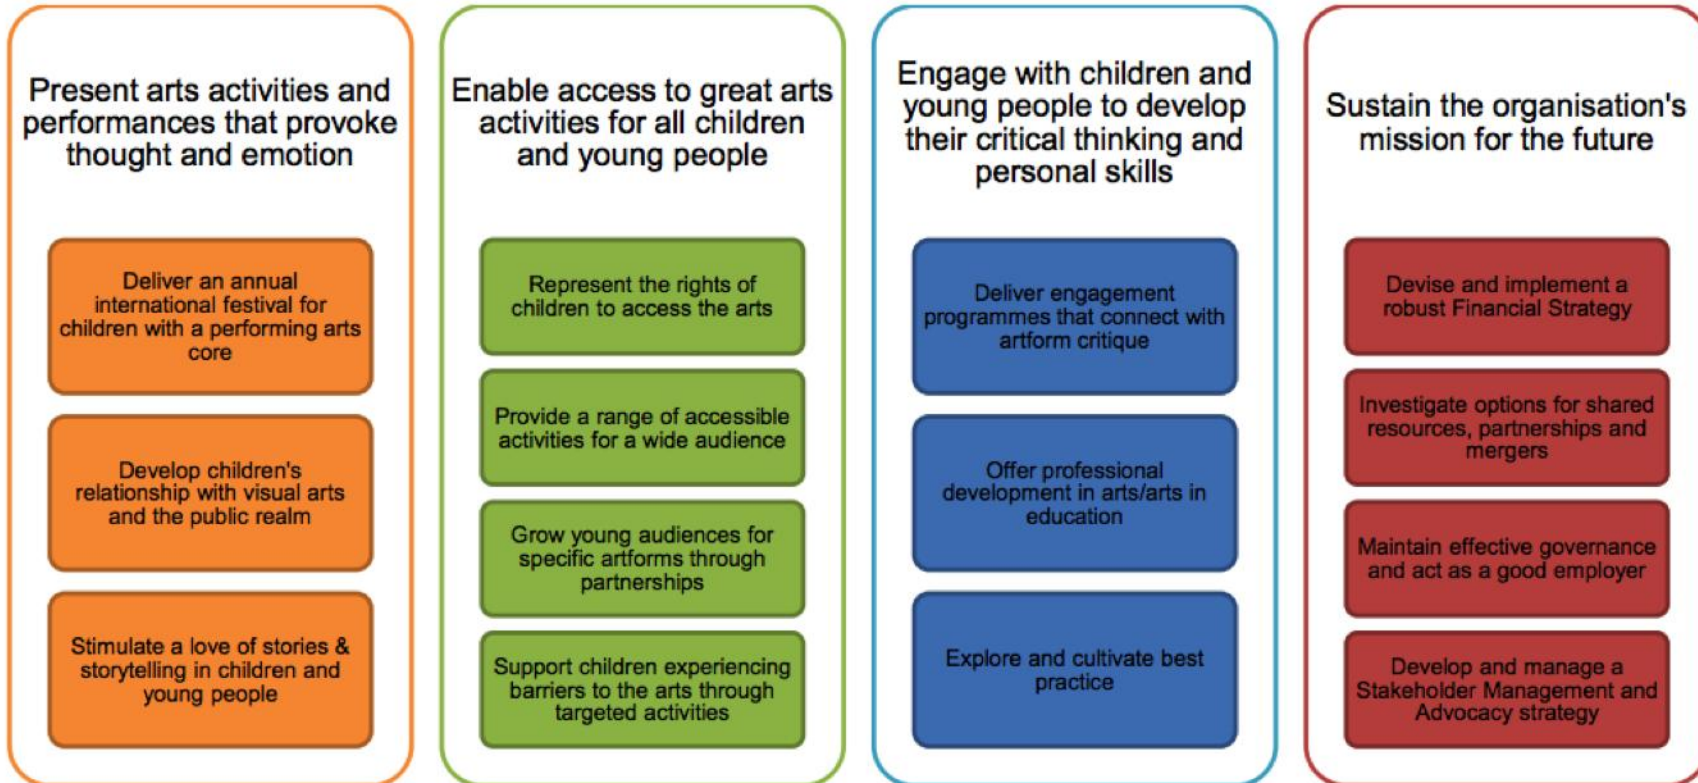 Present arts activities and
performances that provoke
thought and emotion
Deliver an annual
international festival for
children with a performing arts
core
Develop children's
relationship with visual arts
and the public realm
Stimulate a love of stories &
storytelling in children and
young people
Enable access to great arts
activities for all children
and young people
Represent the rights of
children to access the arts
Provide a range of accessible
activities for a wide audience
Grow young audiences for
specific artforms through
partnerships
Support children experiencing
barriers to the arts through
targeted activities
Engage with children and
young people to develop
their critical thinking and
personal skills
Deliver engagement
programmes that connect with
artform critique
Offer professional
development in arts/arts in
education
Explore and cultivate best
practice
Sustain the organisation's
mission for the future
Devise and implement a
robust Financial Strategy
Investigate options for shared
resources, partnerships and
mergers
Maintain effective governance
and act as a good employer
Develop and manage a
Stakeholder Management and
Advocacy strategy